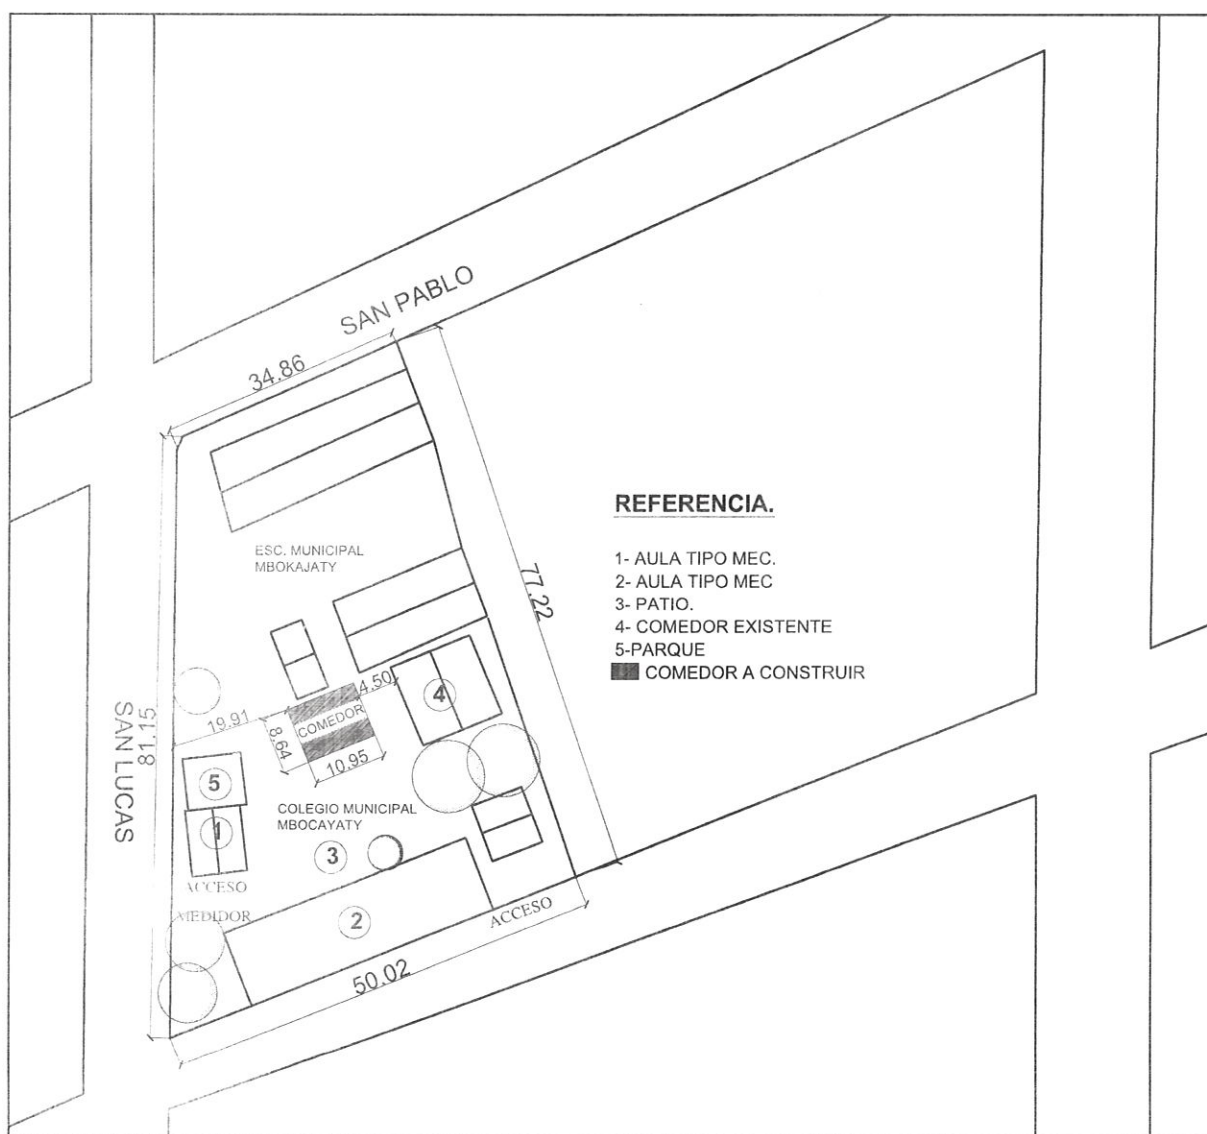 SAN PABLO
34.86
REFERENCIA.
ESC. MUNICIPAL
MBOKAJATY
1- AULA TIPO MEC.
2- AULA TIPO MEC
3- PATIO.
4- COMEDOR EXISTENTE
5-PARQUE
COMEDOR A CONSTRUIR
77.22
4.50
4
19.91
COMEDOR
8.64
10.95
SAN LUCAS
81.15
5
COLEGIO MUNICIPAL
MBOCAYATY
1
3
ACCESO
MEDIDOR
2
ACCESO
50.02